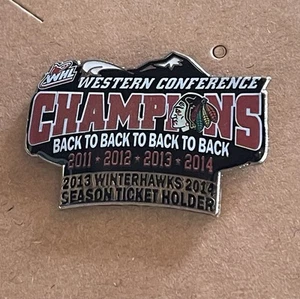 WHL
WESTERN CONFERENCE
CHAMPIONS
BACK TO BACK TO BACK TO BACK
2011 ★ 2012 ★ 2013 ★ 2014
2013 WINTERHAWKS 2014
SEASON TICKET HOLDER